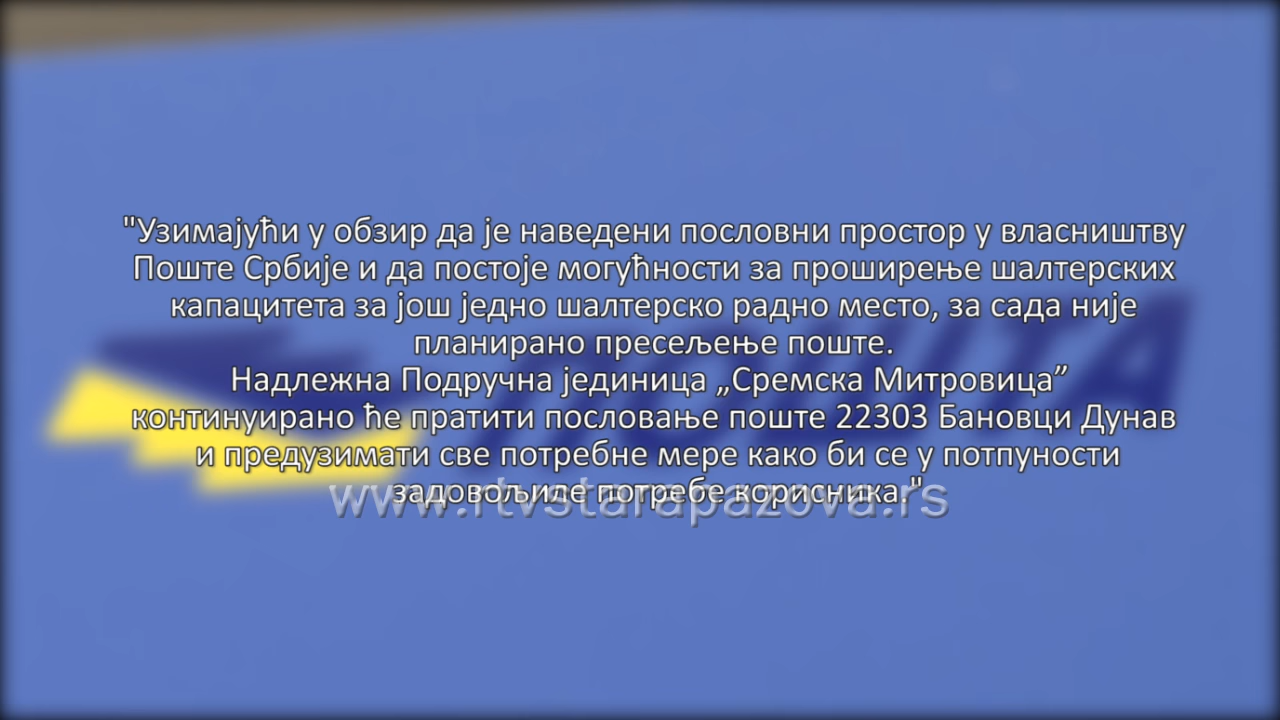 "Узимајући у обзир да је наведени пословни простор у власништву
Поште Србије и да постоје могућности за проширење шалтерских
капацитета за још једно шалтерско радно место, за сада није
планирано пресељење поште.
Надлежна Подручна јединица „Сремска Митровица”
континуирано ће пратити пословање поште 22303 Бановци Дунав
и предузимати све потребне мере како би се у потпуности
задовољиле потребе корисника."
www.rtvstarapazova.rs
ПОШТА